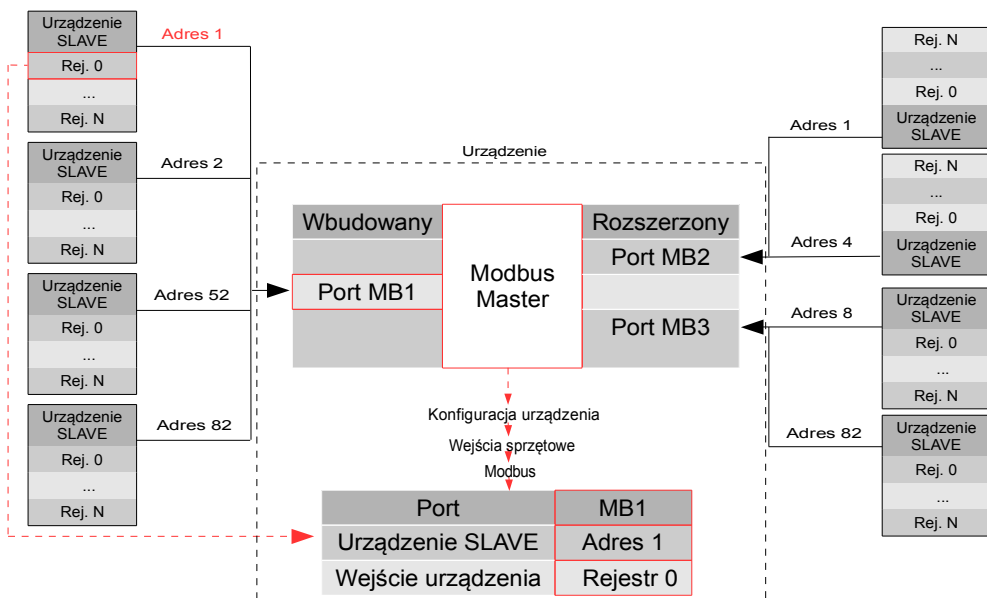 Urządzenie
SLAVE
Rej. 0
...
Rej. N
Adres 1
Urządzenie
SLAVE
Rej. 0
...
Rej. N
Adres 2
Urządzenie
SLAVE
Rej. 0
...
Rej. N
Adres 52
Urządzenie
SLAVE
Rej. 0
...
Rej. N
Adres 82
Urządzenie
Wbudowany
Port MB1
Modbus
Master
Rozszerzony
Port MB2
Port MB3
Konfiguracja urządzenia
Wejścia sprzętowe
Modbus
Port MB1
Urządzenie SLAVE Adres 1
Wejście urządzenia Rejestr 0
Rej. N
...
Rej. 0
Urządzenie
SLAVE
Adres 1
Rej. N
...
Rej. 0
Urządzenie
SLAVE
Adres 4
Urządzenie
SLAVE
Rej. 0
...
Rej. N
Adres 8
Urządzenie
SLAVE
Rej. 0
...
Rej. N
Adres 82